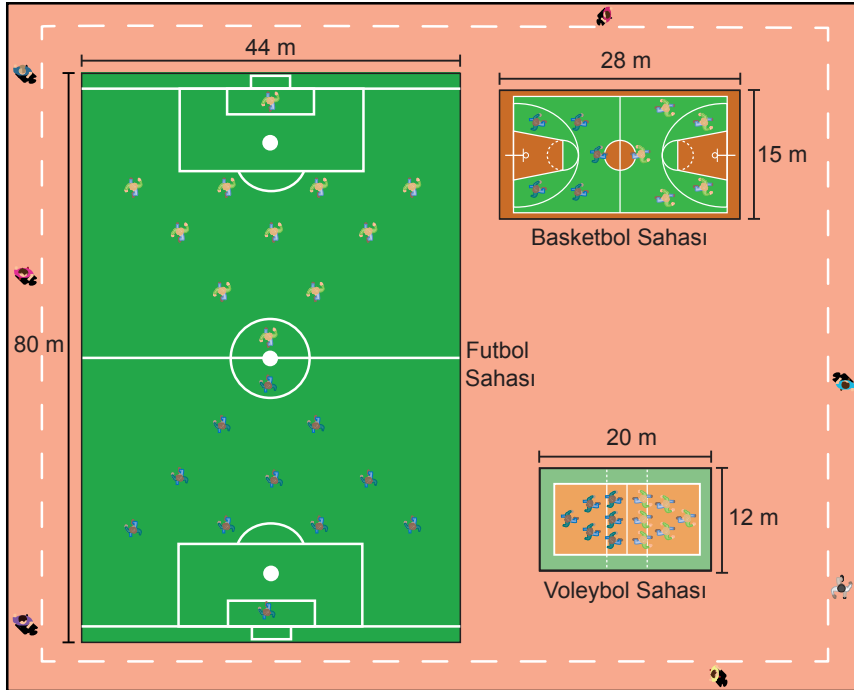 44 m
28 m
15 m
Basketbol Sahası
80 m
Futbol
Sahası
20 m
12 m
Voleybol Sahası